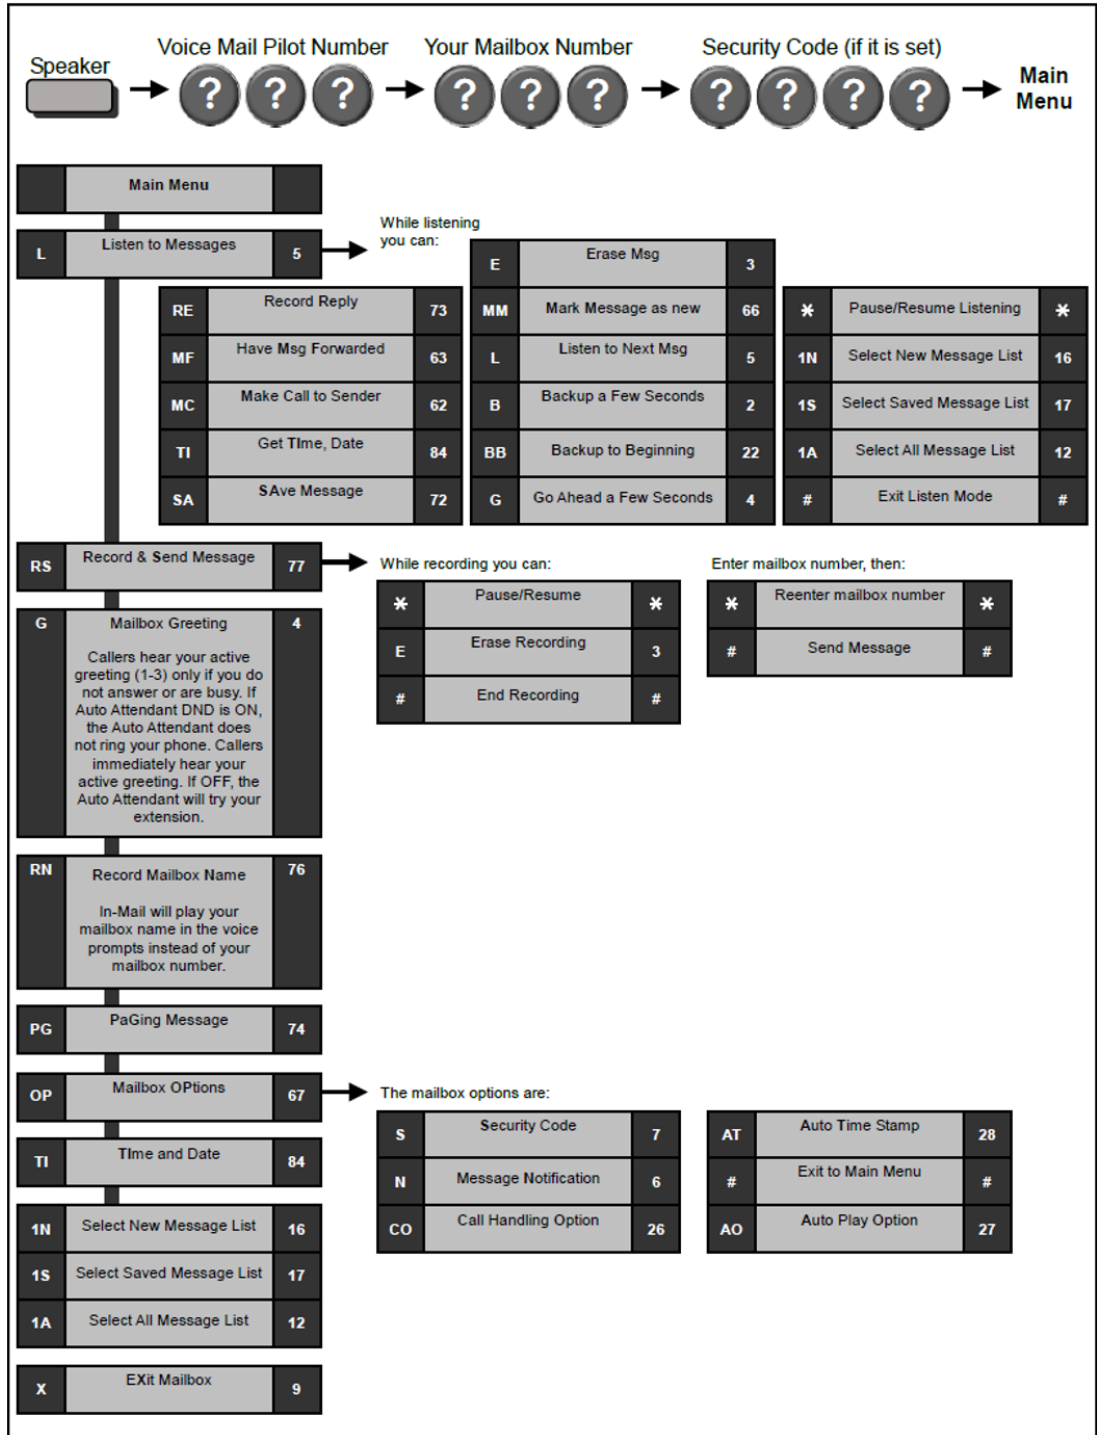 Voice Mail Pilot Number
Your Mailbox Number
Security Code (if it is set)
Speaker
? ? ?
? ? ?
? ? ? ?
Main
Menu
Main Menu
L Listen to Messages 5
While listening
you can:
E Erase Msg 3
RE Record Reply 73
MM Mark Message as new 66
* Pause/Resume Listening *
MF Have Msg Forwarded 63
L Listen to Next Msg 5
1N Select New Message List 16
MC Make Call to Sender 62
B Backup a Few Seconds 2
1S Select Saved Message List 17
TI Get TIme, Date 84
BB Backup to Beginning 22
1A Select All Message List 12
SA SAve Message 72
G Go Ahead a Few Seconds 4
# Exit Listen Mode #
RS Record & Send Message 77
While recording you can:
Enter mailbox number, then:
* Pause/Resume *
* Reenter mailbox number *
E Erase Recording 3
# Send Message #
# End Recording #
G Mailbox Greeting 4
Callers hear your active
greeting (1-3) only if you do
not answer or are busy. If
Auto Attendant DND is ON,
the Auto Attendant does
not ring your phone. Callers
immediately hear your
active greeting. If OFF, the
Auto Attendant will try your
extension.
RN Record Mailbox Name 76
In-Mail will play your
mailbox name in the voice
prompts instead of your
mailbox number.
PG PaGing Message 74
OP Mailbox OPtions 67
The mailbox options are:
S Security Code 7
AT Auto Time Stamp 28
N Message Notification 6
# Exit to Main Menu #
CO Call Handling Option 26
AO Auto Play Option 27
TI TIme and Date 84
1N Select New Message List 16
1S Select Saved Message List 17
1A Select All Message List 12
X EXit Mailbox 9